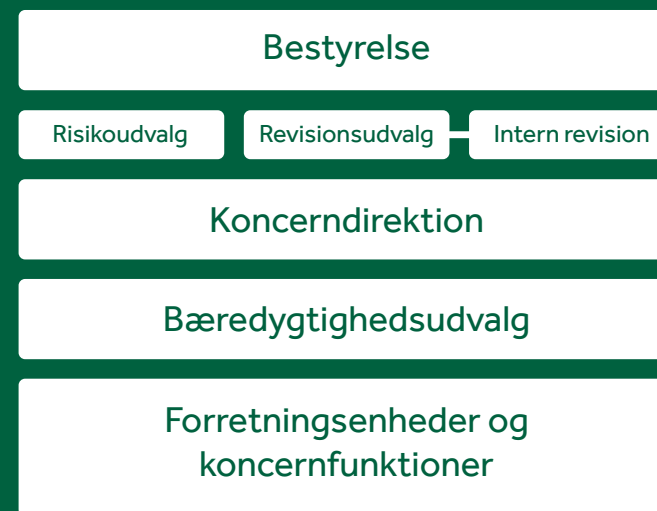 Bestyrelse
Risikoudvalg
Revisionsudvalg
Intern revision
Koncerndirektion
Bæredygtighedsudvalg
Forretningsenheder og
koncernfunktioner